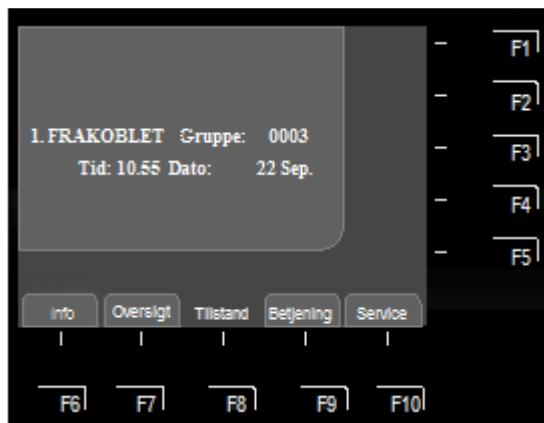 F1
F2
1. FRAKOBLET Gruppe: 0003
F3
Tid: 10.55 Dato: 22 Sep.
F4
F5
Info Oversigt Tilstand Betjening Service
F6 F7 F8 F9 F10